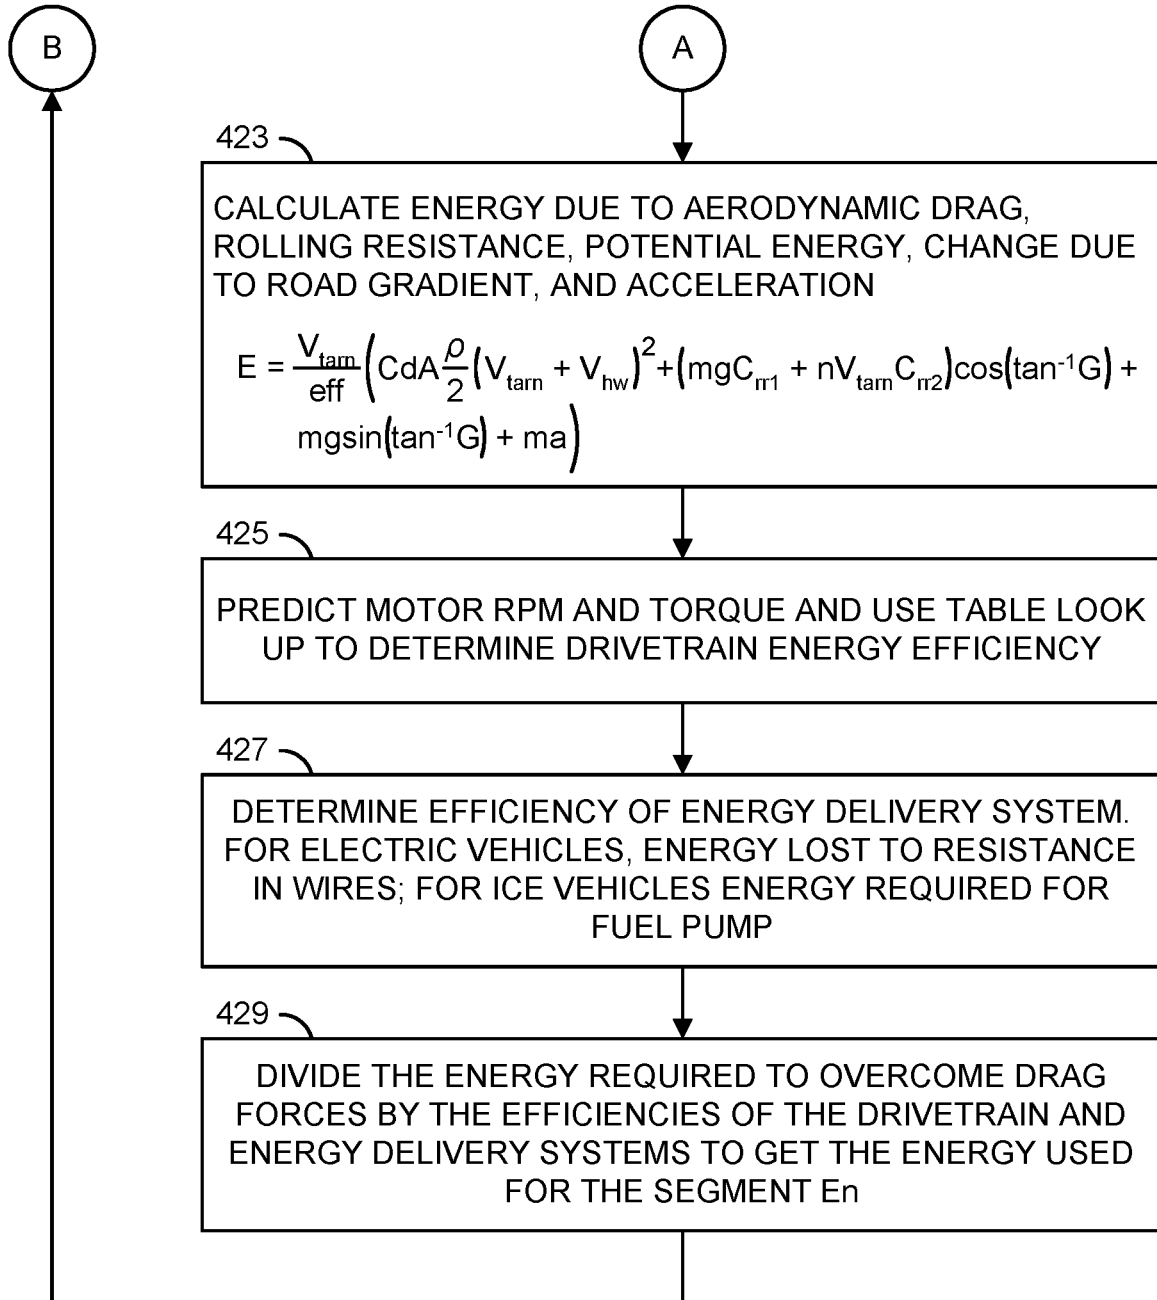 B
A
423
CALCULATE ENERGY DUE TO AERODYNAMIC DRAG,
ROLLING RESISTANCE, POTENTIAL ENERGY, CHANGE DUE
TO ROAD GRADIENT, AND ACCELERATION
E = V_tarn/eff (CdA ρ/2 (V_tarn + V_hw)² + (mgC_rr1 + nV_tarn C_rr2)cos(tan⁻¹G) +
mgsin(tan⁻¹G) + ma)
425
PREDICT MOTOR RPM AND TORQUE AND USE TABLE LOOK
UP TO DETERMINE DRIVETRAIN ENERGY EFFICIENCY
427
DETERMINE EFFICIENCY OF ENERGY DELIVERY SYSTEM.
FOR ELECTRIC VEHICLES, ENERGY LOST TO RESISTANCE
IN WIRES; FOR ICE VEHICLES ENERGY REQUIRED FOR
FUEL PUMP
429
DIVIDE THE ENERGY REQUIRED TO OVERCOME DRAG
FORCES BY THE EFFICIENCIES OF THE DRIVETRAIN AND
ENERGY DELIVERY SYSTEMS TO GET THE ENERGY USED
FOR THE SEGMENT En